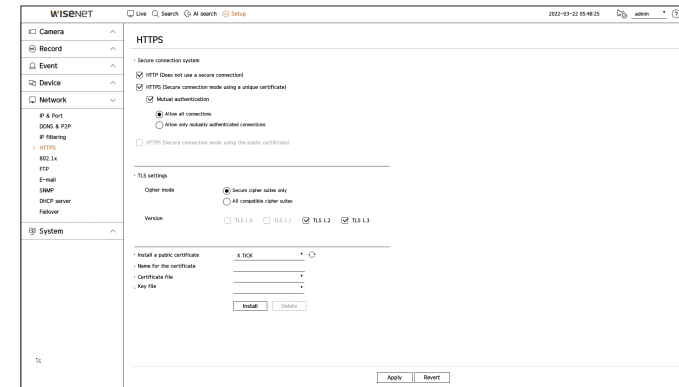 WISENET
Live Search AI search Setup
2022-03-22 05:48:25 admin ?
Camera
Record
Event
Device
Network
IP & Port
DDNS & P2P
IP filtering
> HTTPS
802.1x
FTP
E-mail
SNMP
DHCP server
Failover
System
HTTPS
· Secure connection system
HTTP (Does not use a secure connection)
HTTPS (Secure connection mode using a unique certificate)
Mutual authentication
Allow all connections
Allow only mutually authenticated connections
HTTPS (Secure connection mode using the public certificate)
· TLS settings
Cipher mode
Secure cipher suites only
All compatible cipher suites
Version
TLS 1.0 TLS 1.1 TLS 1.2 TLS 1.3
· Install a public certificate X TICK
· Name for the certificate
· Certificate file
· Key file
Install Delete
Apply Revert